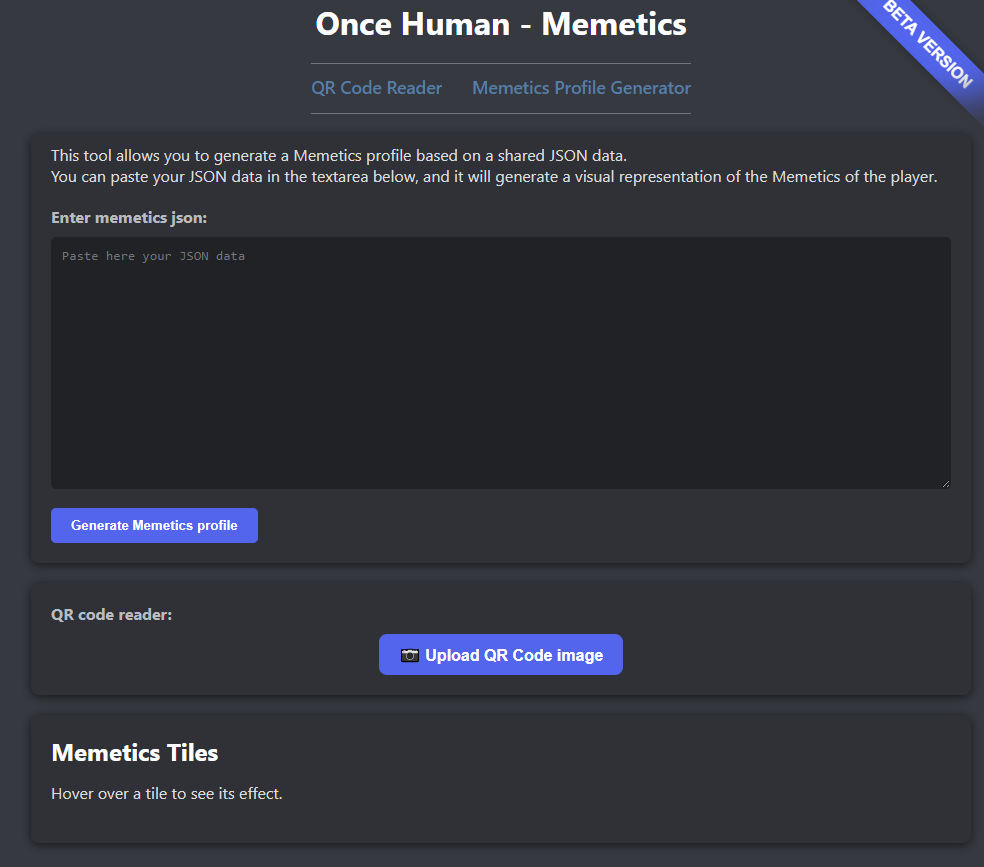 Once Human - Memetics
BETA VERSION
QR Code Reader Memetics Profile Generator
This tool allows you to generate a Memetics profile based on a shared JSON data.
You can paste your JSON data in the textarea below, and it will generate a visual representation of the Memetics of the player.
Enter memetics json:
Paste here your JSON data
Generate Memetics profile
QR code reader:
Upload QR Code image
Memetics Tiles
Hover over a tile to see its effect.